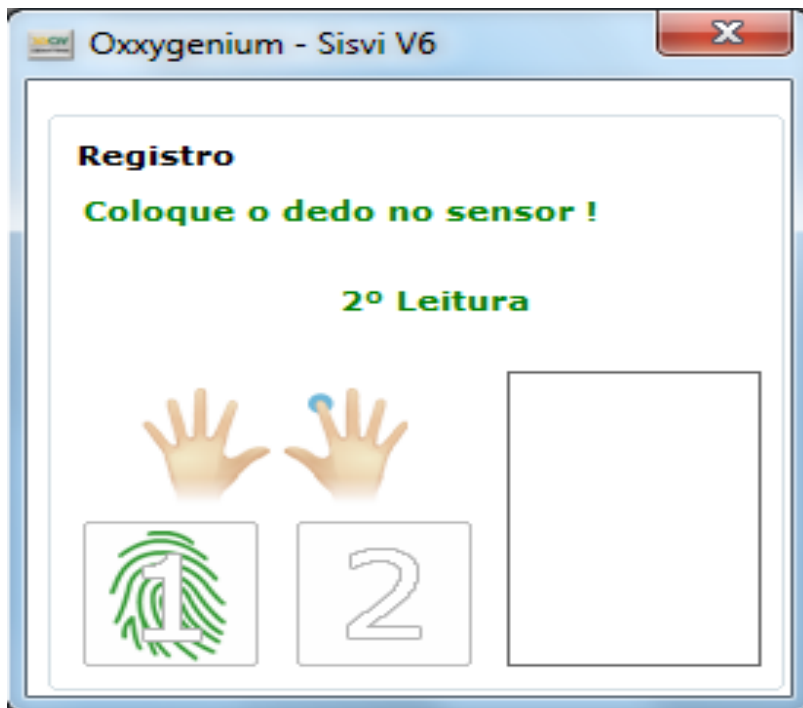 Oxxygenium - Sisvi V6
Registro
Coloque o dedo no sensor !
2º Leitura
1
2